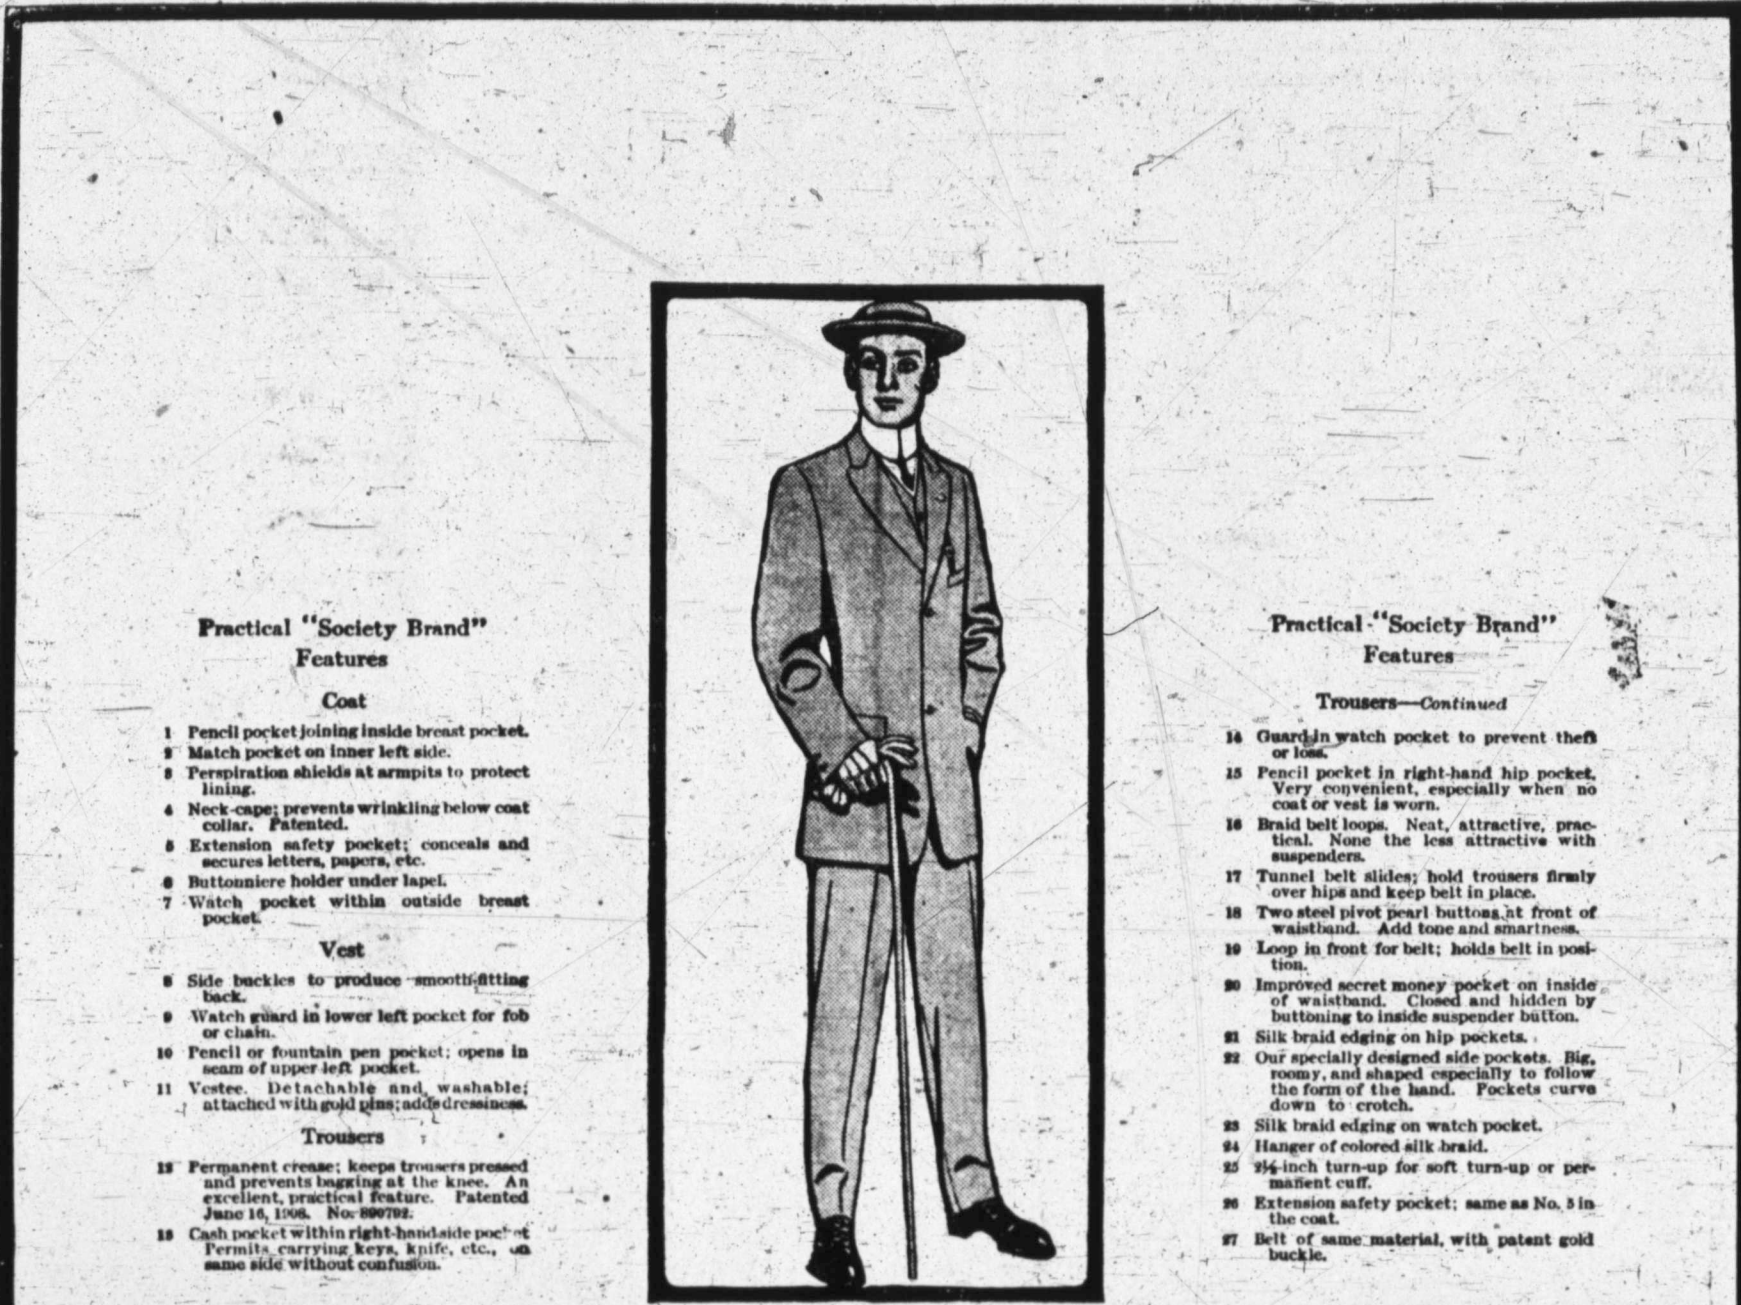 Practical "Society Brand"
Features
Coat
1 Pencil pocket joining inside breast pocket.
2 Match pocket on inner left side.
3 Perspiration shields at armpits to protect
lining.
4 Neck-cape; prevents wrinkling below coat
collar. Patented.
5 Extension safety pocket; conceals and
secures letters, papers, etc.
6 Buttonniere holder under lapel.
7 Watch pocket within outside breast
pocket.
Vest
8 Side buckles to produce smooth-fitting
back.
9 Watch guard in lower left pocket for fob
or chain.
10 Pencil or fountain pen pocket; opens in
seam of upper left pocket.
11 Vestee. Detachable and washable;
attached with gold pins; adds dressiness.
Trousers
12 Permanent crease; keeps trousers pressed
and prevents bagging at the knee. An
excellent, practical feature. Patented
June 16, 1908. No.
13 Cash pocket within right-hand side pocket
Permits carrying keys, knife, etc., on
same side without confusion.
Practical "Society Brand"
Features
Trousers—Continued
14 Guard in watch pocket to prevent theft
or loss.
15 Pencil pocket in right-hand hip pocket.
Very convenient, especially when no
coat or vest is worn.
16 Braid belt loops. Neat, attractive, prac-
tical. None the less attractive with
suspenders.
17 Tunnel belt slides; hold trousers firmly
over hips and keep belt in place.
18 Two steel pivot pearl buttons at front of
waistband. Add tone and smartness.
19 Loop in front for belt; holds belt in posi-
tion.
20 Improved secret money pocket on inside
of waistband. Closed and hidden by
buttoning to inside suspender button.
21 Silk braid edging on hip pockets.
22 Our specially designed side pockets. Big,
roomy, and shaped especially to follow
the form of the hand. Pockets curve
down to crotch.
23 Silk braid edging on watch pocket.
24 Hanger of colored silk braid.
25 2½-inch turn-up for soft turn-up or per-
manent cuff.
26 Extension safety pocket; same as No. 5 in
the coat.
27 Belt of same material, with patent gold
buckle.